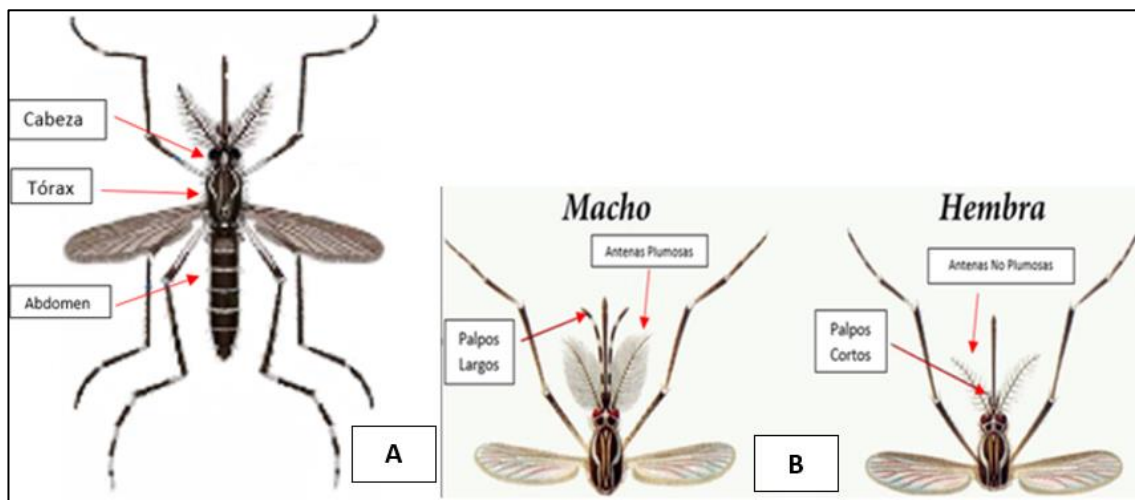 Cabeza
Tórax
Abdomen
A
Macho
Antenas Plumosas
Palpos
Largos
B
Hembra
Antenas No Plumosas
Palpos
Cortos